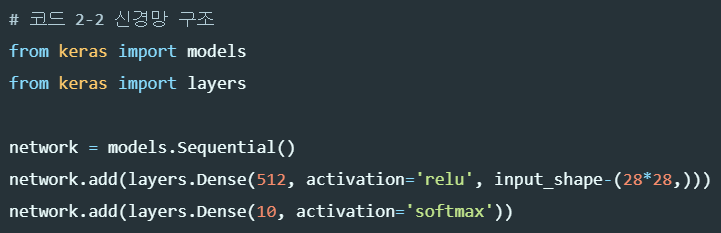 # 코드 2-2 신경망 구조
from keras import models
from keras import layers
network = models.Sequential()
network.add(layers.Dense(512, activation='relu', input_shape-(28*28,)))
network.add(layers.Dense(10, activation='softmax'))